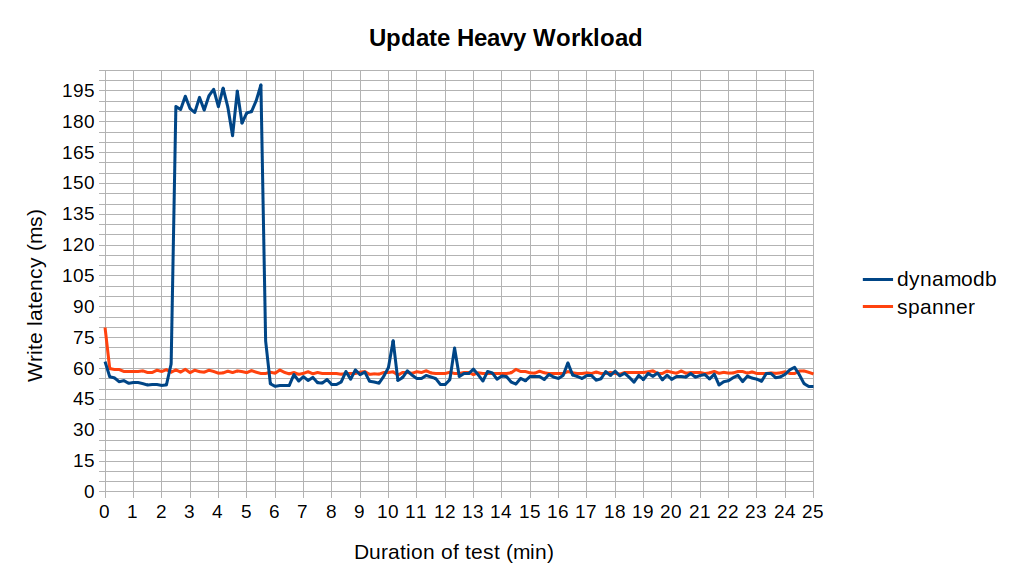 Update Heavy Workload
Write latency (ms)
195
180
165
150
135
120
105
90
75
60
45
30
15
0
0 1 2 3 4 5 6 7 8 9 10 11 12 13 14 15 16 17 18 19 20 21 22 23 24 25
Duration of test (min)
dynamodb
spanner